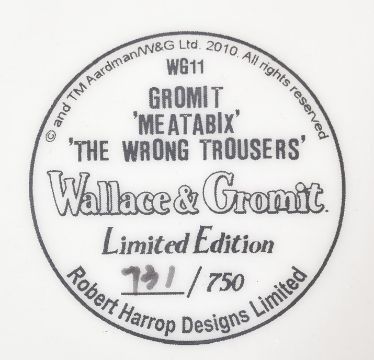 © and TM Aardman/W&G Ltd. 2010. All rights reserved
WG11
GROMIT
'MEATABIX'
'THE WRONG TROUSERS'
Wallace & Gromit.
Limited Edition
731 / 750
Robert Harrop Designs Limited